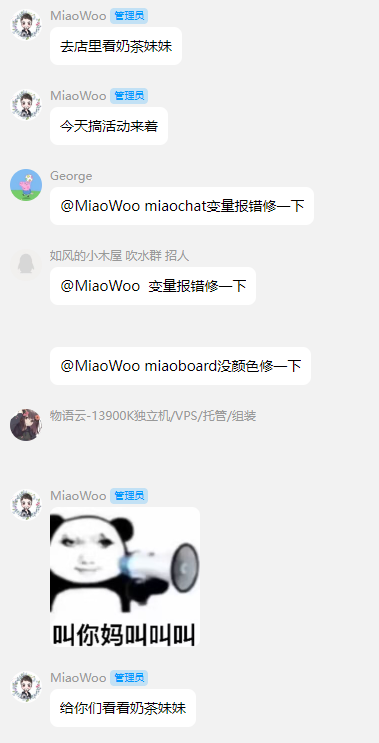 MiaoWoo 管理员
去店里看奶茶妹妹
MiaoWoo 管理员
今天搞活动来着
George
@MiaoWoo miaochat变量报错修一下
如风的小木屋 吹水群 招人
@MiaoWoo  变量报错修一下
@MiaoWoo miaoboard没颜色修一下
物语云-13900K独立机/VPS/托管/组装
MiaoWoo 管理员
叫你妈叫叫叫
MiaoWoo 管理员
给你们看看奶茶妹妹